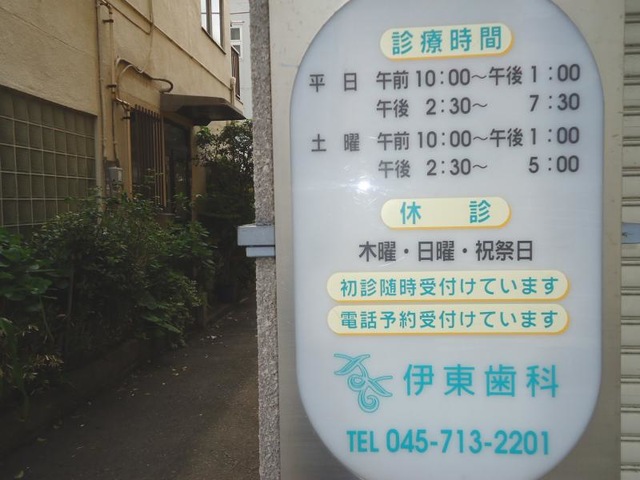 診療時間
平日 午前10:00～午後1:00
午後 2:30～ 7:30
土曜 午前10:00～午後1:00
午後 2:30～ 5:00
休診
木曜・日曜・祝祭日
初診随時受付けています
電話予約受付けています
伊東歯科
TEL 045-713-2201